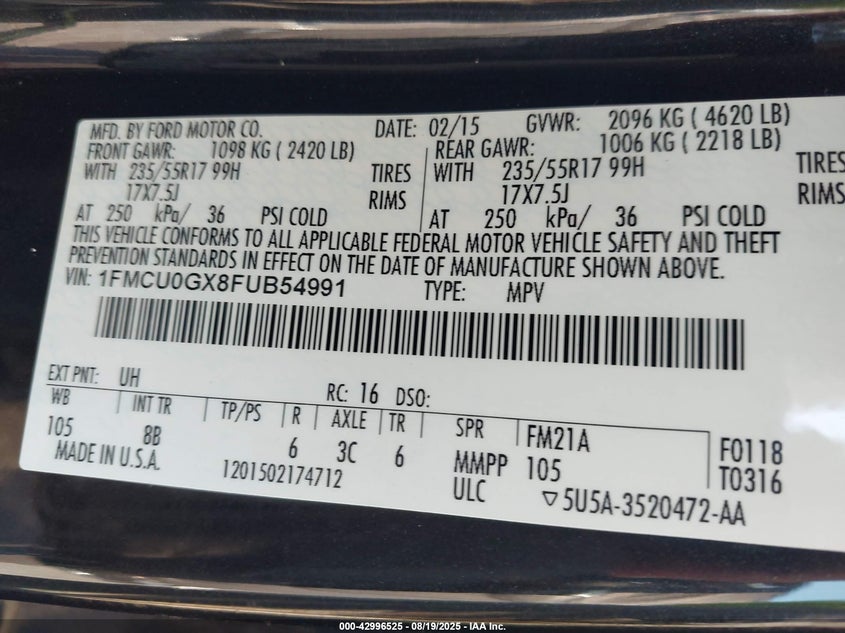 MFD. BY FORD MOTOR CO. DATE: 02/15 GVWR: 2096 KG ( 4620 LB)
FRONT GAWR: 1098 KG ( 2420 LB) REAR GAWR: 1006 KG ( 2218 LB)
WITH 235/55R17 99H TIRES WITH 235/55R17 99H TIRES
17X7.5J RIMS 17X7.5J RIMS
AT 250 kPa/ 36 PSI COLD AT 250 kPa/ 36 PSI COLD
THIS VEHICLE CONFORMS TO ALL APPLICABLE FEDERAL MOTOR VEHICLE SAFETY AND THEFT
PREVENTION STANDARDS IN EFFECT ON THE DATE OF MANUFACTURE SHOWN ABOVE.
VIN: 1FMCU0GX8FUB54991 TYPE: MPV
EXT PNT: UH RC: 16 DSO:
WB INT TR TP/PS R AXLE TR SPR FM21A F0118
105 8B 6 3C 6 MMPP 105 T0316
MADE IN U.S.A. 1201502174712 ULC ▽5U5A-3520472-AA
000-42996525 - 08/19/2025 - IAA Inc.